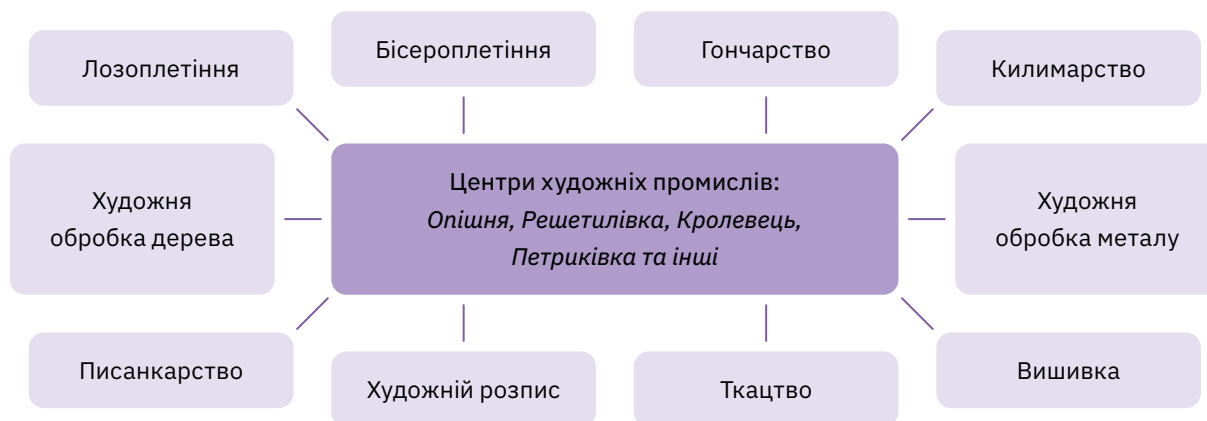 Лозоплетіння
Бісероплетіння
Гончарство
Килимарство
Художня
обробка дерева
Центри художніх промислів:
Опішня, Решетилівка, Кролевець,
Петриківка та інші
Художня
обробка металу
Писанкарство
Художній розпис
Ткацтво
Вишивка